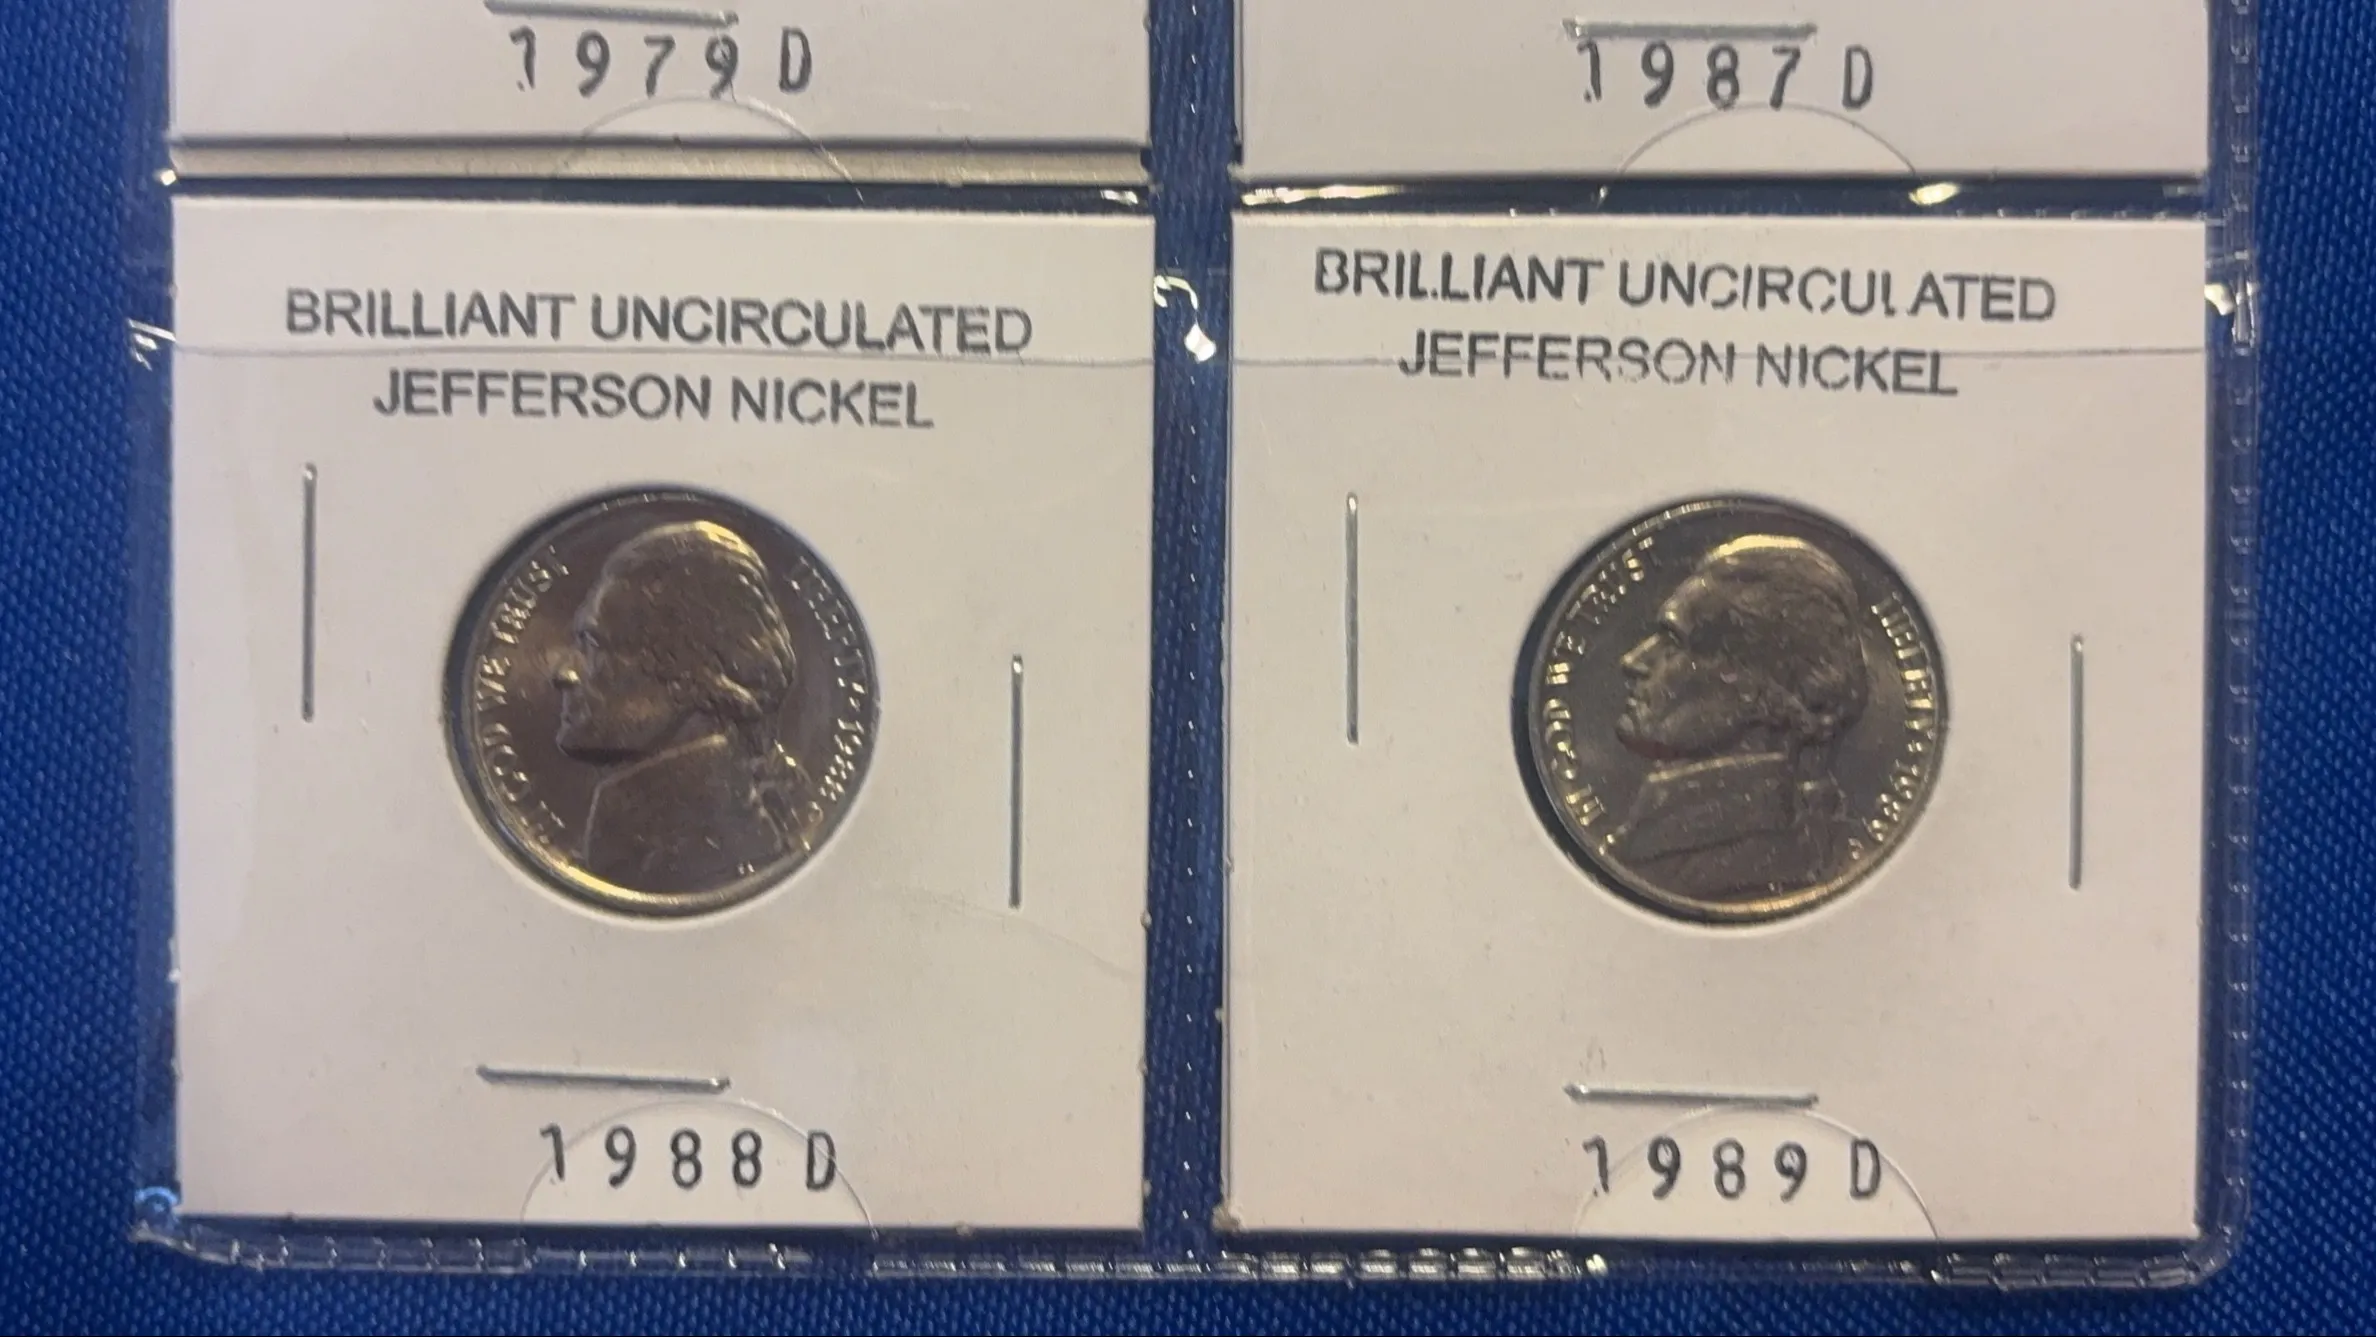 1979 D
1987 D
BRILLIANT UNCIRCULATED
JEFFERSON NICKEL
IN GOD WE TRUST
LIBERTY * 1988
1988 D
BRILLIANT UNCIRCULATED
JEFFERSON NICKEL
IN GOD WE TRUST
LIBERTY * 1989
1989 D